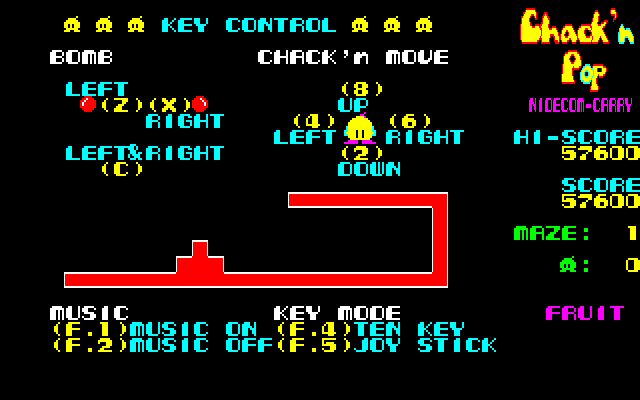 KEY CONTROL
BOMB
CHACK'n MOVE
LEFT
(Z)(X)
RIGHT
LEFT&RIGHT
(C)
(8)
UP
(4) (6)
LEFT RIGHT
(2)
DOWN
MUSIC
(F.1)MUSIC ON
(F.2)MUSIC OFF
KEY MODE
(F.4)TEN KEY
(F.5)JOY STICK
Chack'n
Pop
NIDECOM-CARRY
HI-SCORE
57600
SCORE
57600
MAZE: 1
: 0
FRUIT